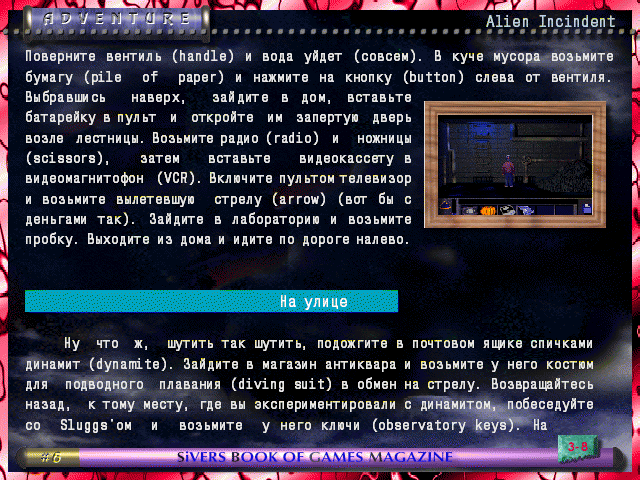 ADVENTURE
Alien Incindent
Поверните вентиль (handle) и вода уйдет (совсем). В куче мусора возьмите
бумагу (pile of paper) и нажмите на кнопку (button) слева от вентиля.
Выбравшись наверх, зайдите в дом, вставьте
батарейку в пульт и откройте им запертую дверь
возле лестницы. Возьмите радио (radio) и ножницы
(scissors), затем вставьте видеокассету в
видеомагнитофон (VCR). Включите пультом телевизор
и возьмите вылетевшую стрелу (arrow) (вот бы с
деньгами так). Зайдите в лабораторию и возьмите
пробку. Выходите из дома и идите по дороге налево.
На улице
Ну что ж, шутить так шутить, подожгите в почтовом ящике спичками
динамит (dynamite). Зайдите в магазин антиквара и возьмите у него костюм
для подводного плавания (diving suit) в обмен на стрелу. Возвращайтесь
назад, к тому месту, где вы экспериментировали с динамитом, побеседуйте
со Sluggs'ом и возьмите у него ключи (observatory keys). На
#6
SiVERS BOOK OF GAMES MAGAZINE
3-8